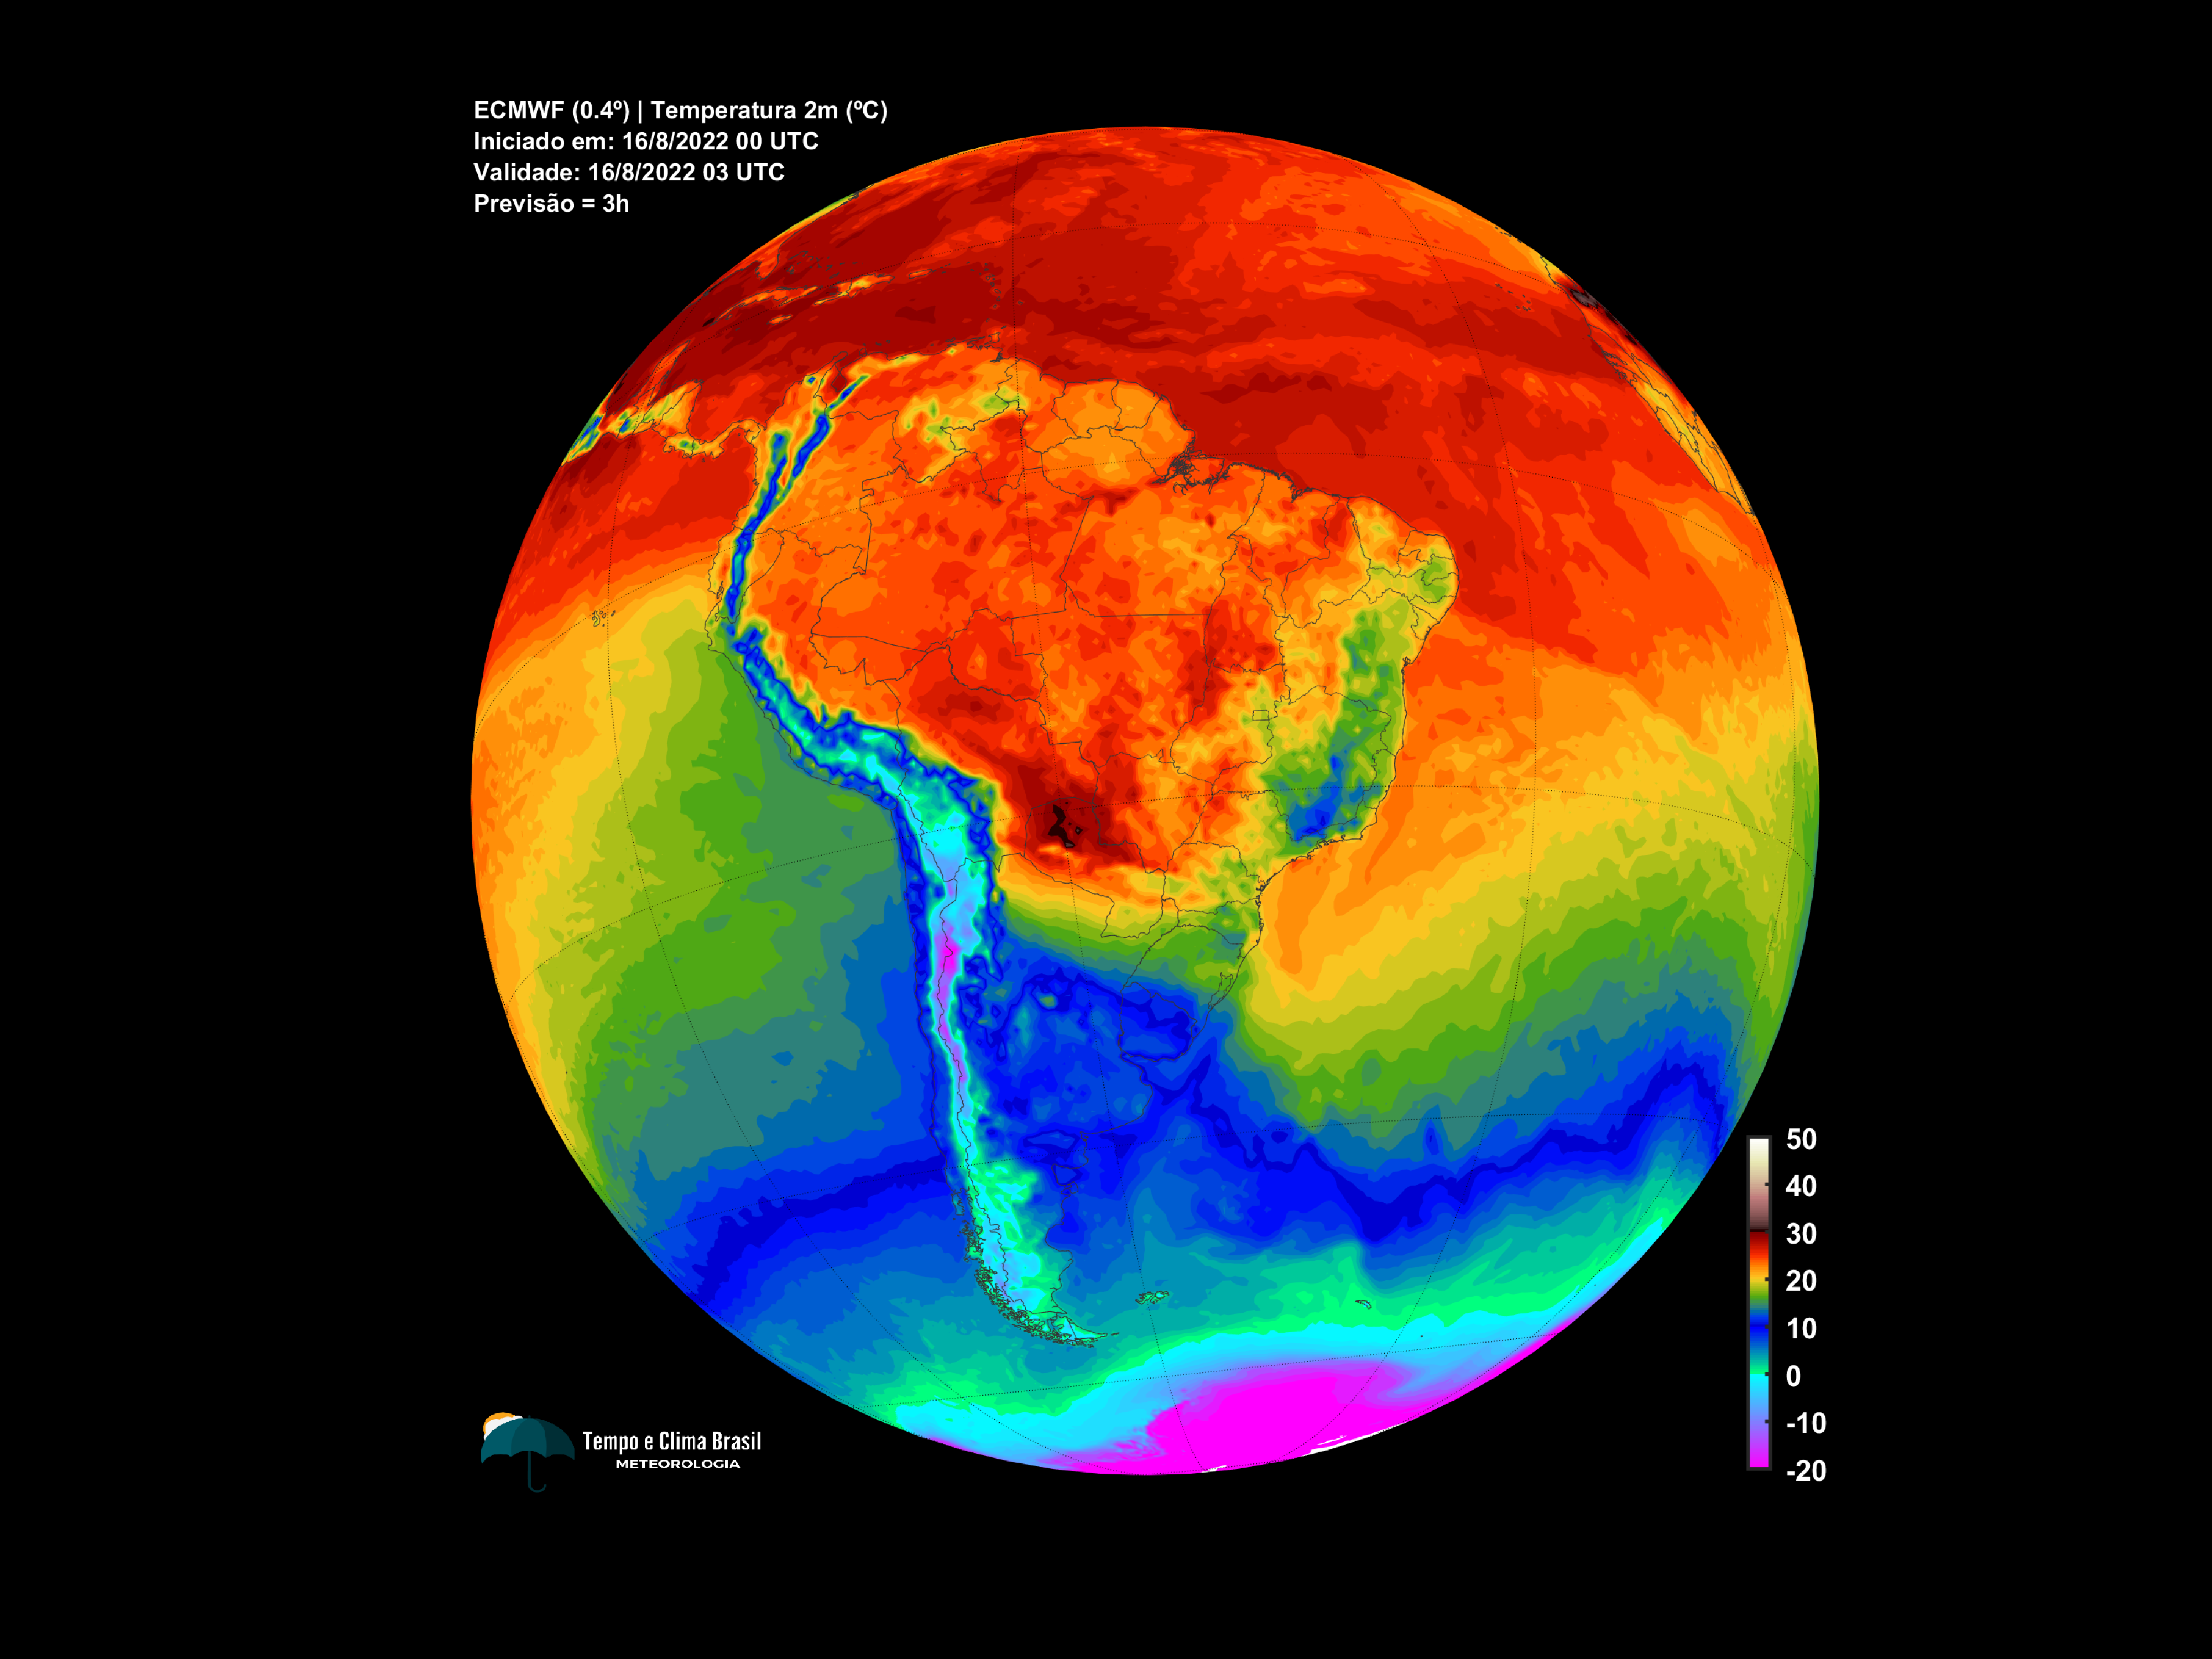 ECMWF (0.4º) | Temperatura 2m (ºC)
Iniciado em: 16/8/2022 00 UTC
Validade: 16/8/2022 03 UTC
Previsão = 3h
50
40
30
20
10
0
-10
-20
Tempo e Clima Brasil
METEOROLOGIA